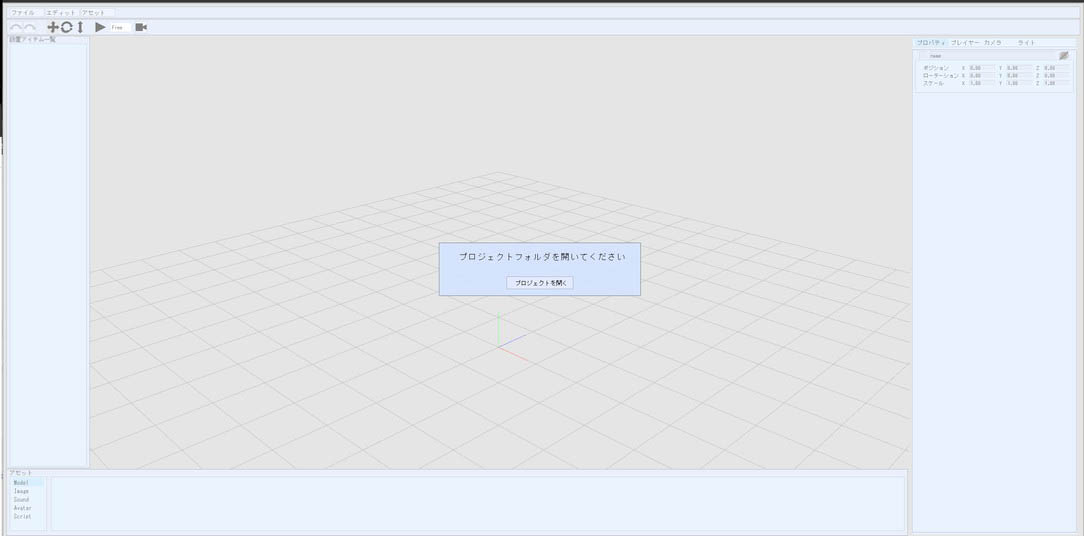 ファイル エディット アセット
Free
設置アイテム一覧
プロパティ プレイヤー カメラ ライト
name
ポジション X 0.00 Y 0.00 Z 0.00
ローテーション X 0.00 Y 0.00 Z 0.00
スケール X 1.00 Y 1.00 Z 1.00
プロジェクトフォルダを開いてください
プロジェクトを開く
アセット
Model
Image
Sound
Avatar
Script